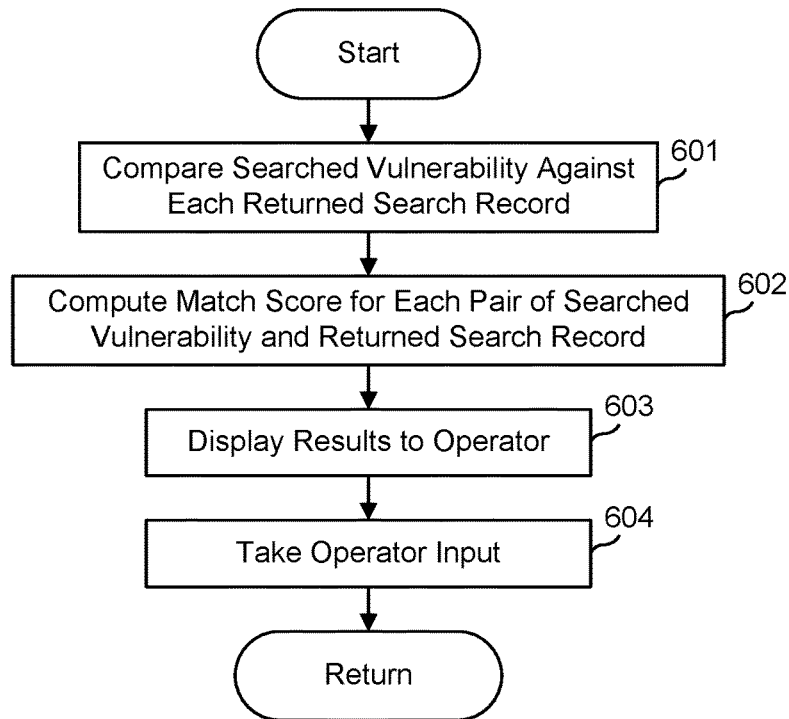 Start
601
Compare Searched Vulnerability Against
Each Returned Search Record
602
Compute Match Score for Each Pair of Searched
Vulnerability and Returned Search Record
603
Display Results to Operator
604
Take Operator Input
Return